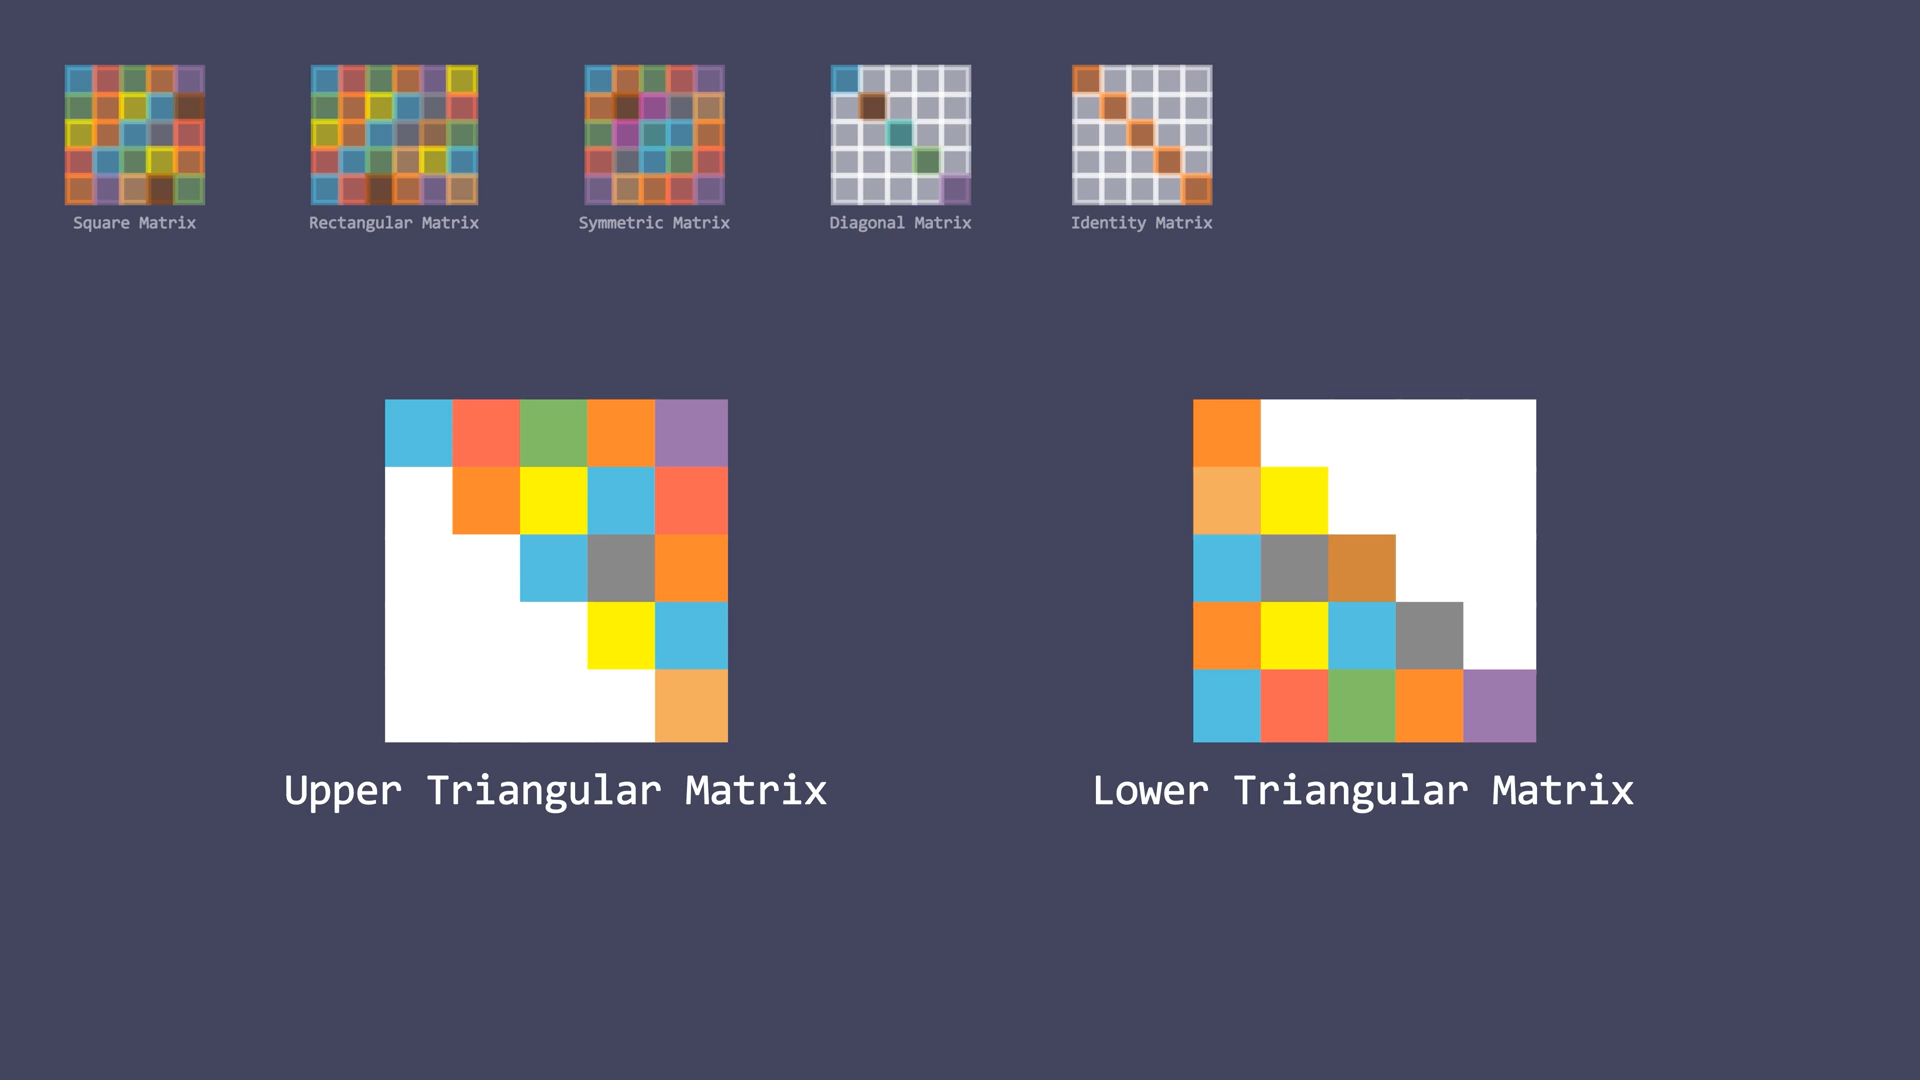 Square Matrix
Rectangular Matrix
Symmetric Matrix
Diagonal Matrix
Identity Matrix
Upper Triangular Matrix
Lower Triangular Matrix